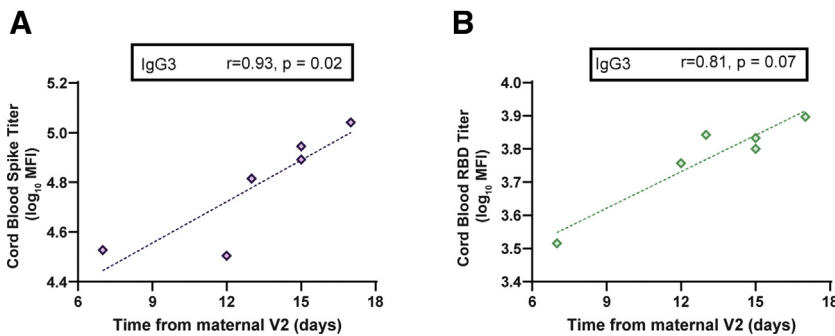 A
IgG3 r=0.93, p = 0.02
5.2
5.0
4.8
4.6
4.4
Cord Blood Spike Titer
(log10 MFI)
6 9 12 15 18
Time from maternal V2 (days)
B
IgG3 r=0.81, p = 0.07
4.0
3.9
3.8
3.7
3.6
3.5
3.4
Cord Blood RBD Titer
(log10 MFI)
6 9 12 15 18
Time from maternal V2 (days)